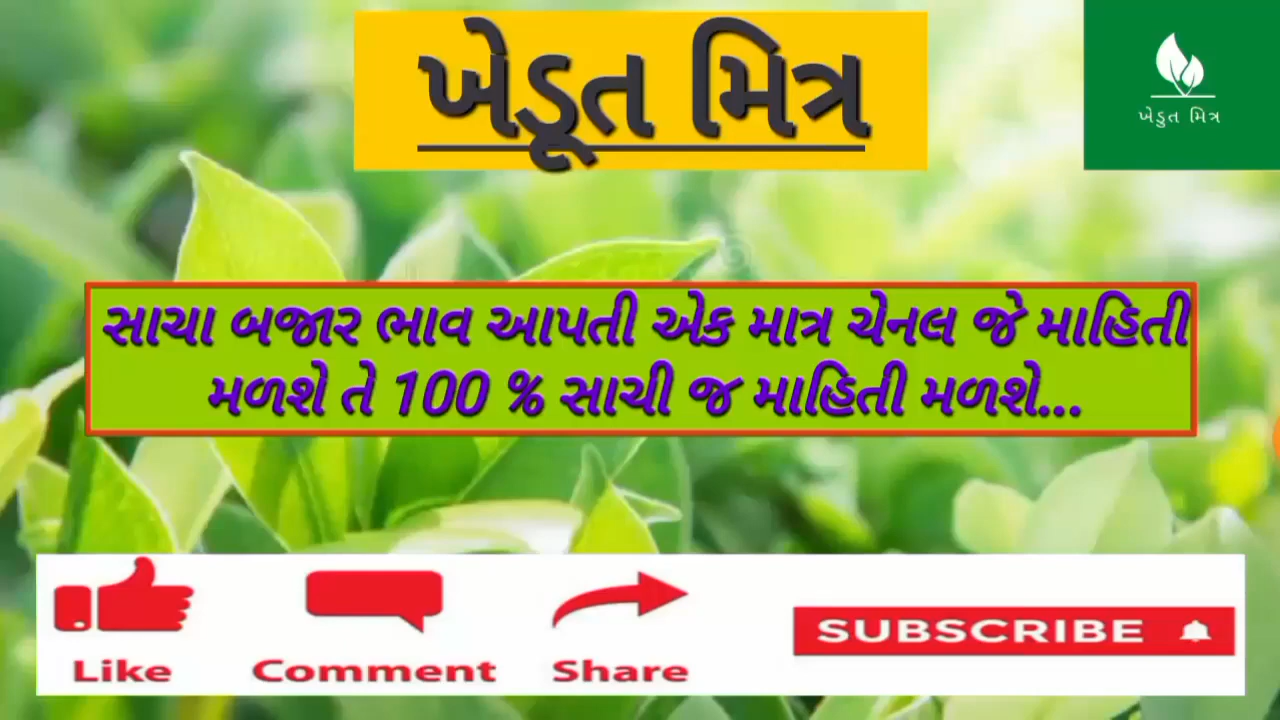 ખેડૂત મિત્ર
ખેડુત મિત્ર
સાચા બજાર ભાવ આપતી એક માત્ર ચેનલ જે માહિતી
મળશે તે 100 % સાચી જ માહિતી મળશે...
Like
Comment
Share
SUBSCRIBE